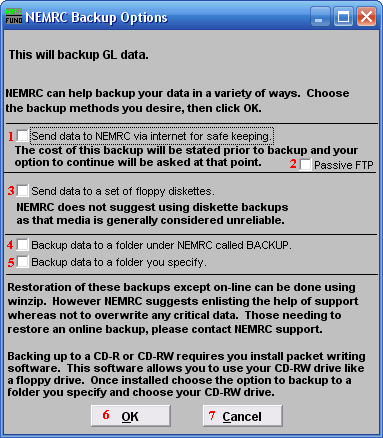 NEMRC Backup Options
This will backup GL data.
NEMRC can help backup your data in a variety of ways. Choose
the backup methods you desire, then click OK.
1 Send data to NEMRC via internet for safe keeping.
The cost of this backup will be stated prior to backup and your
option to continue will be asked at that point. 2 Passive FTP
3 Send data to a set of floppy diskettes.
NEMRC does not suggest using diskette backups
as that media is generally considered unreliable.
4 Backup data to a folder under NEMRC called BACKUP.
5 Backup data to a folder you specify.
Restoration of these backups except on-line can be done using
winzip. However NEMRC suggests enlisting the help of support
whereas not to overwrite any critical data. Those needing to
restore an online backup, please contact NEMRC support.
Backing up to a CD-R or CD-RW requires you install packet writing
software. This software allows you to use your CD-RW drive like
a floppy drive. Once installed choose the option to backup to a
folder you specify and choose your CD-RW drive.
6 OK 7 Cancel